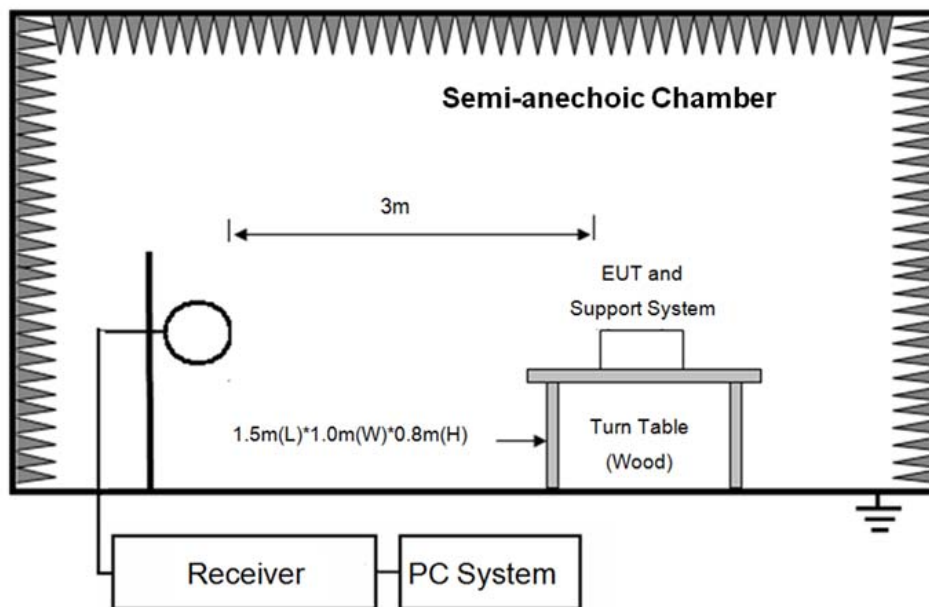 Semi-anechoic Chamber
3m
EUT and
Support System
1.5m(L)*1.0m(W)*0.8m(H)
Turn Table
(Wood)
Receiver
PC System